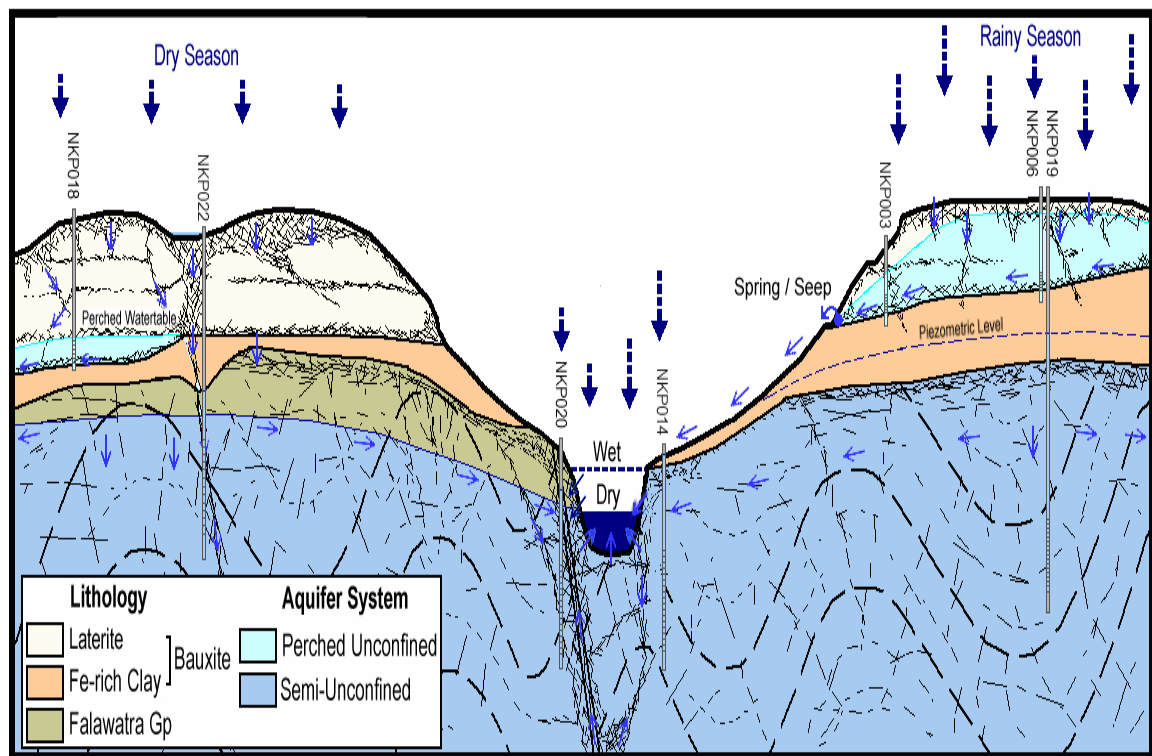 Dry Season
Rainy Season
NKP018
NKP022
NKP006
NKP019
NKP003
Spring / Seep
Perched Watertable
Piezometric Level
NKP020
NKP014
Wet
Dry
Lithology
Laterite
Fe-rich Clay
Bauxite
Falawatra Gp
Aquifer System
Perched Unconfined
Semi-Unconfined